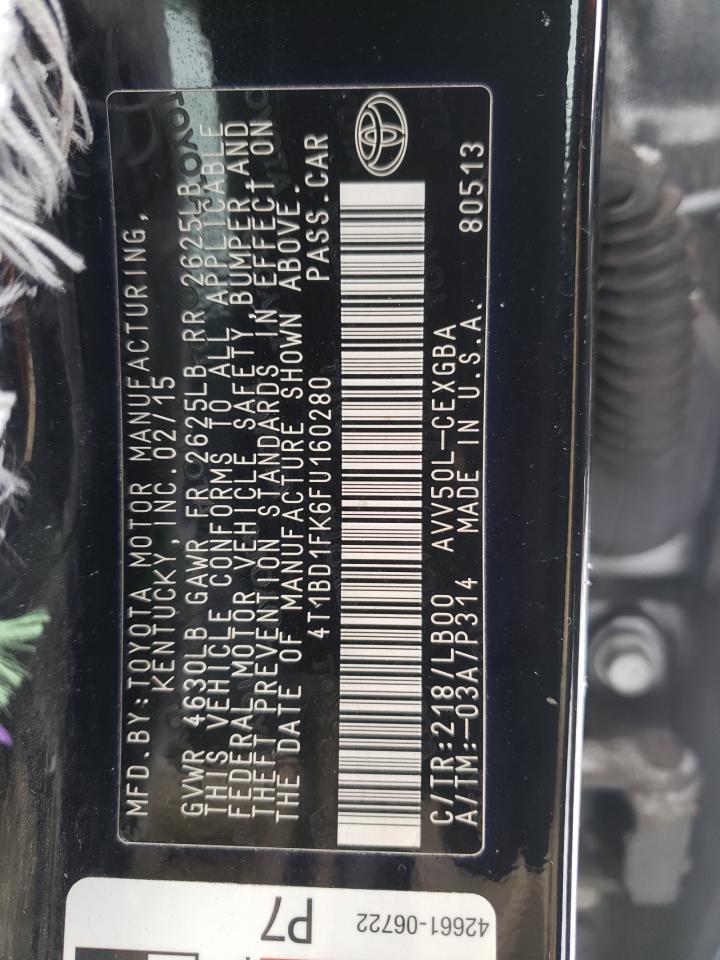 MFD.BY:TOYOTA MOTOR MANUFACTURING,
KENTUCKY,INC.02/15
GVWR 4630LB GAWR FR 2625LB RR 2625LB
THIS VEHICLE CONFORMS TO ALL APPLICABLE
FEDERAL MOTOR VEHICLE SAFETY,BUMPER AND
THEFT PREVENTION STANDARDS IN EFFECT ON
THE DATE OF MANUFACTURE SHOWN ABOVE.
4T1BD1FK6FU160280 PASS.CAR
C/TR:218/LB00 AVV50L-CEXGBA
A/TM:-03A/P314 MADE IN U.S.A. 80513
P7
42661-06722